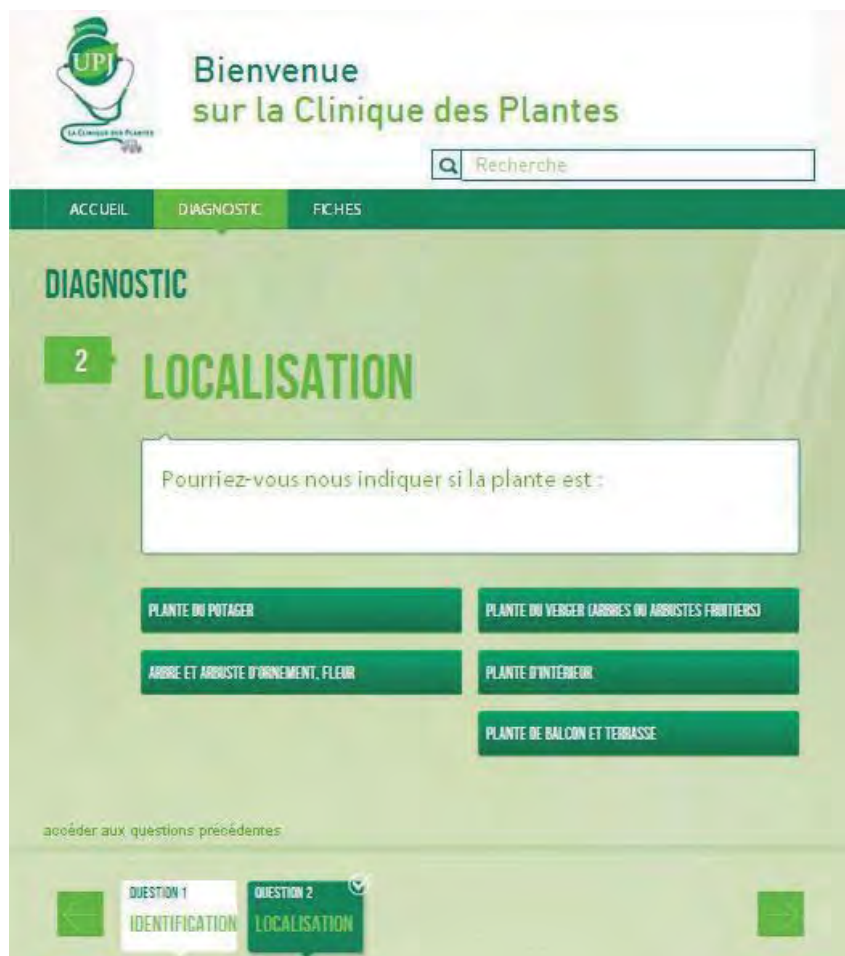 UPJ
LA CLINIQUE DES PLANTES
Bienvenue
sur la Clinique des Plantes
Recherche
ACCUEIL DIAGNOSTIC FICHES
DIAGNOSTIC
2
LOCALISATION
Pourriez-vous nous indiquer si la plante est :
PLANTE DU POTAGER
PLANTE DU VERGER (ARBRES OU ARBUSTES FRUITIERS)
ARBRE ET ARBUSTE D'ORNEMENT, FLEUR
PLANTE D'INTÉRIEUR
PLANTE DE BALCON ET TERRASSE
accéder aux questions précédentes
QUESTION 1
IDENTIFICATION
QUESTION 2
LOCALISATION